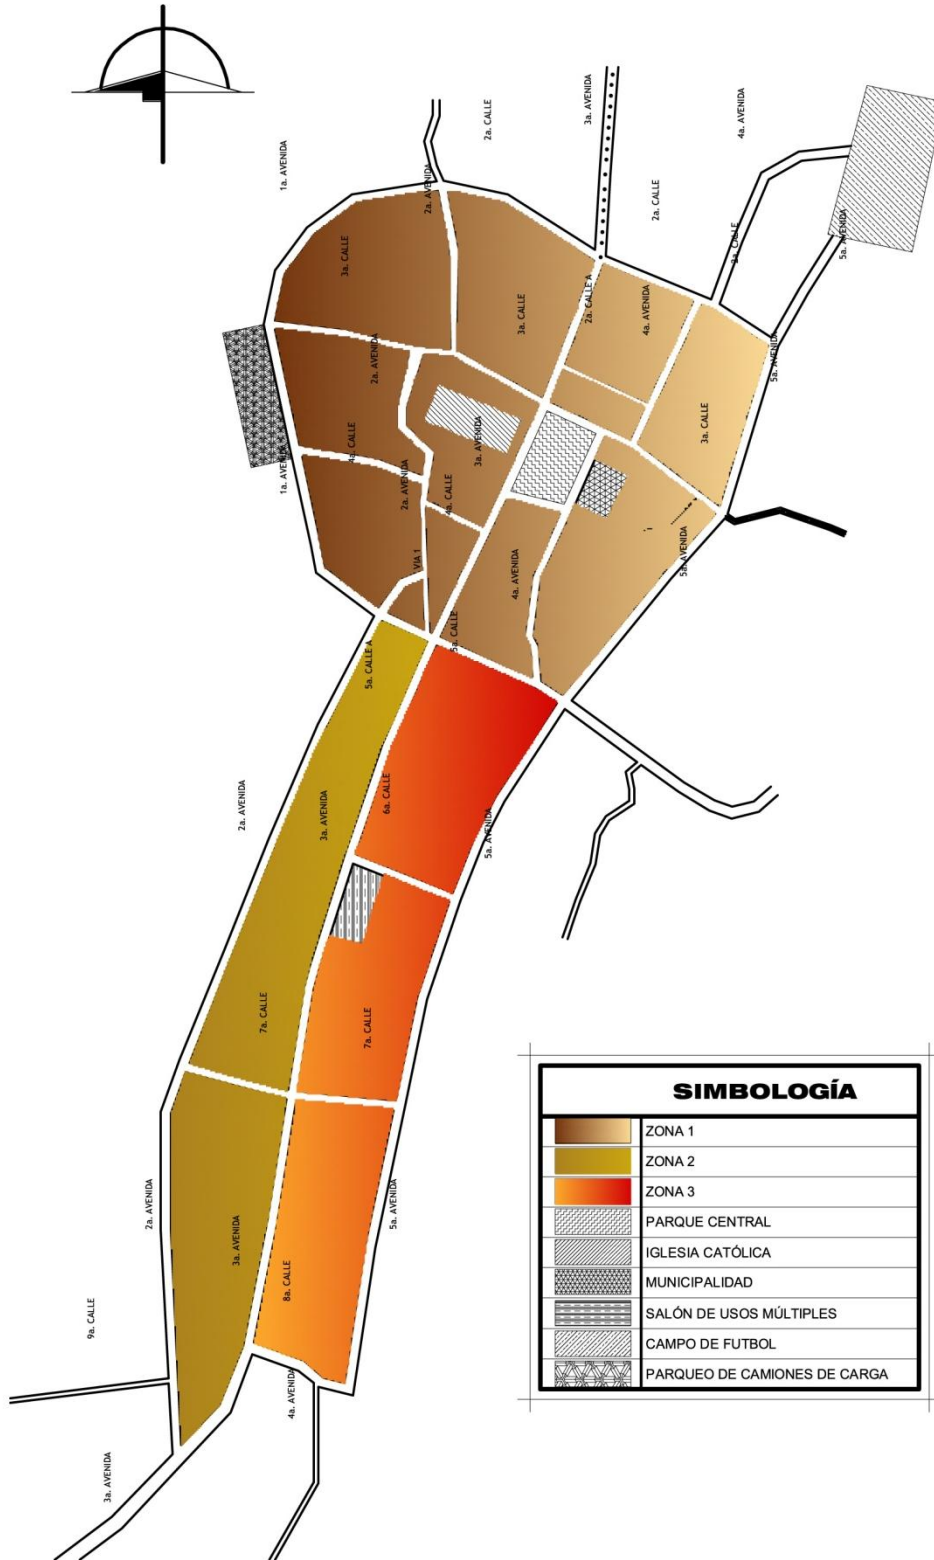 3a. AVENIDA
2a. CALLE
4a. AVENIDA
1a. AVENIDA
2a. AVENIDA
2a. CALLE
2a. CALLE
5a. AVENIDA
3a. CALLE
3a. CALLE
2a. CALLE A
4a. AVENIDA
2a. AVENIDA
5a. AVENIDA
3a. CALLE
4a. CALLE
3a. AVENIDA
1a. AVENIDA
2a. AVENIDA
4a. CALLE
VIA 1
4a. AVENIDA
5a. AVENIDA
5a. CALLE
5a. CALLE A
2a. AVENIDA
3a. AVENIDA
6a. CALLE
5a. AVENIDA
7a. CALLE
7a. CALLE
2a. AVENIDA
3a. AVENIDA
5a. AVENIDA
8a. CALLE
9a. CALLE
4a. AVENIDA
3a. AVENIDA
SIMBOLOGÍA
ZONA 1
ZONA 2
ZONA 3
PARQUE CENTRAL
IGLESIA CATÓLICA
MUNICIPALIDAD
SALÓN DE USOS MÚLTIPLES
CAMPO DE FUTBOL
PARQUEO DE CAMIONES DE CARGA